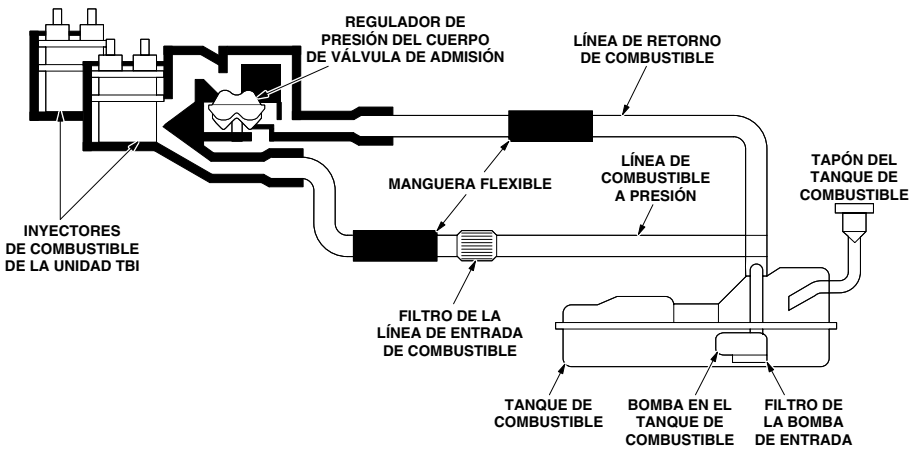 REGULADOR DE
PRESIÓN DEL CUERPO
DE VÁLVULA DE ADMISIÓN
LÍNEA DE RETORNO
DE COMBUSTIBLE
MANGUERA FLEXIBLE
LÍNEA DE
COMBUSTIBLE
A PRESIÓN
TAPÓN DEL
TANQUE DE
COMBUSTIBLE
INYECTORES
DE COMBUSTIBLE
DE LA UNIDAD TBI
FILTRO DE LA
LÍNEA DE ENTRADA
DE COMBUSTIBLE
TANQUE DE
COMBUSTIBLE
BOMBA EN EL
TANQUE DE
COMBUSTIBLE
FILTRO DE
LA BOMBA
DE ENTRADA